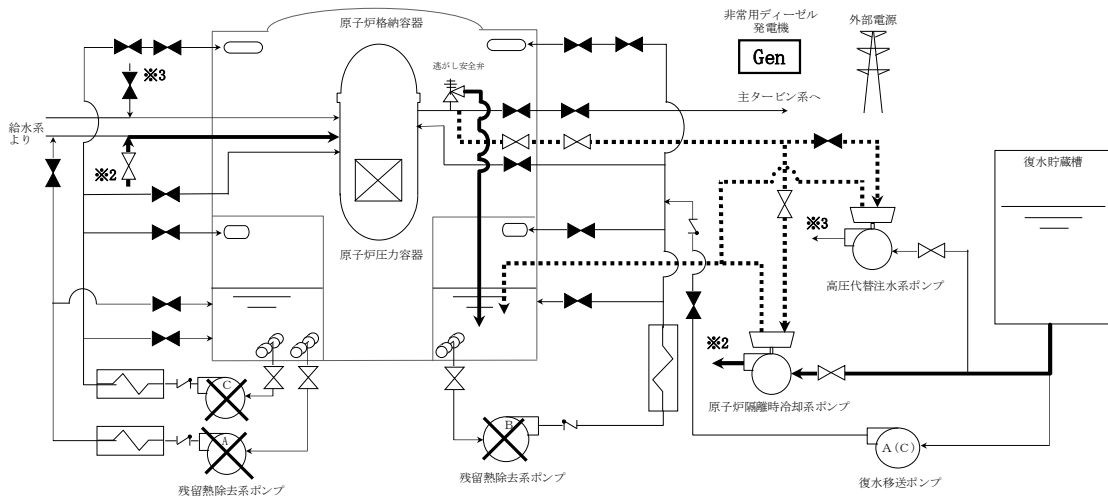 原子炉格納容器
非常用ディーゼル
発電機
外部電源
Gen
※3
逃がし安全弁
主タービン系へ
給水系
より
※2
復水貯蔵槽
※3
原子炉圧力容器
高圧代替注水系ポンプ
※2
原子炉隔離時冷却系ポンプ
C
A
B
A(C)
残留熱除去系ポンプ
残留熱除去系ポンプ
復水移送ポンプ